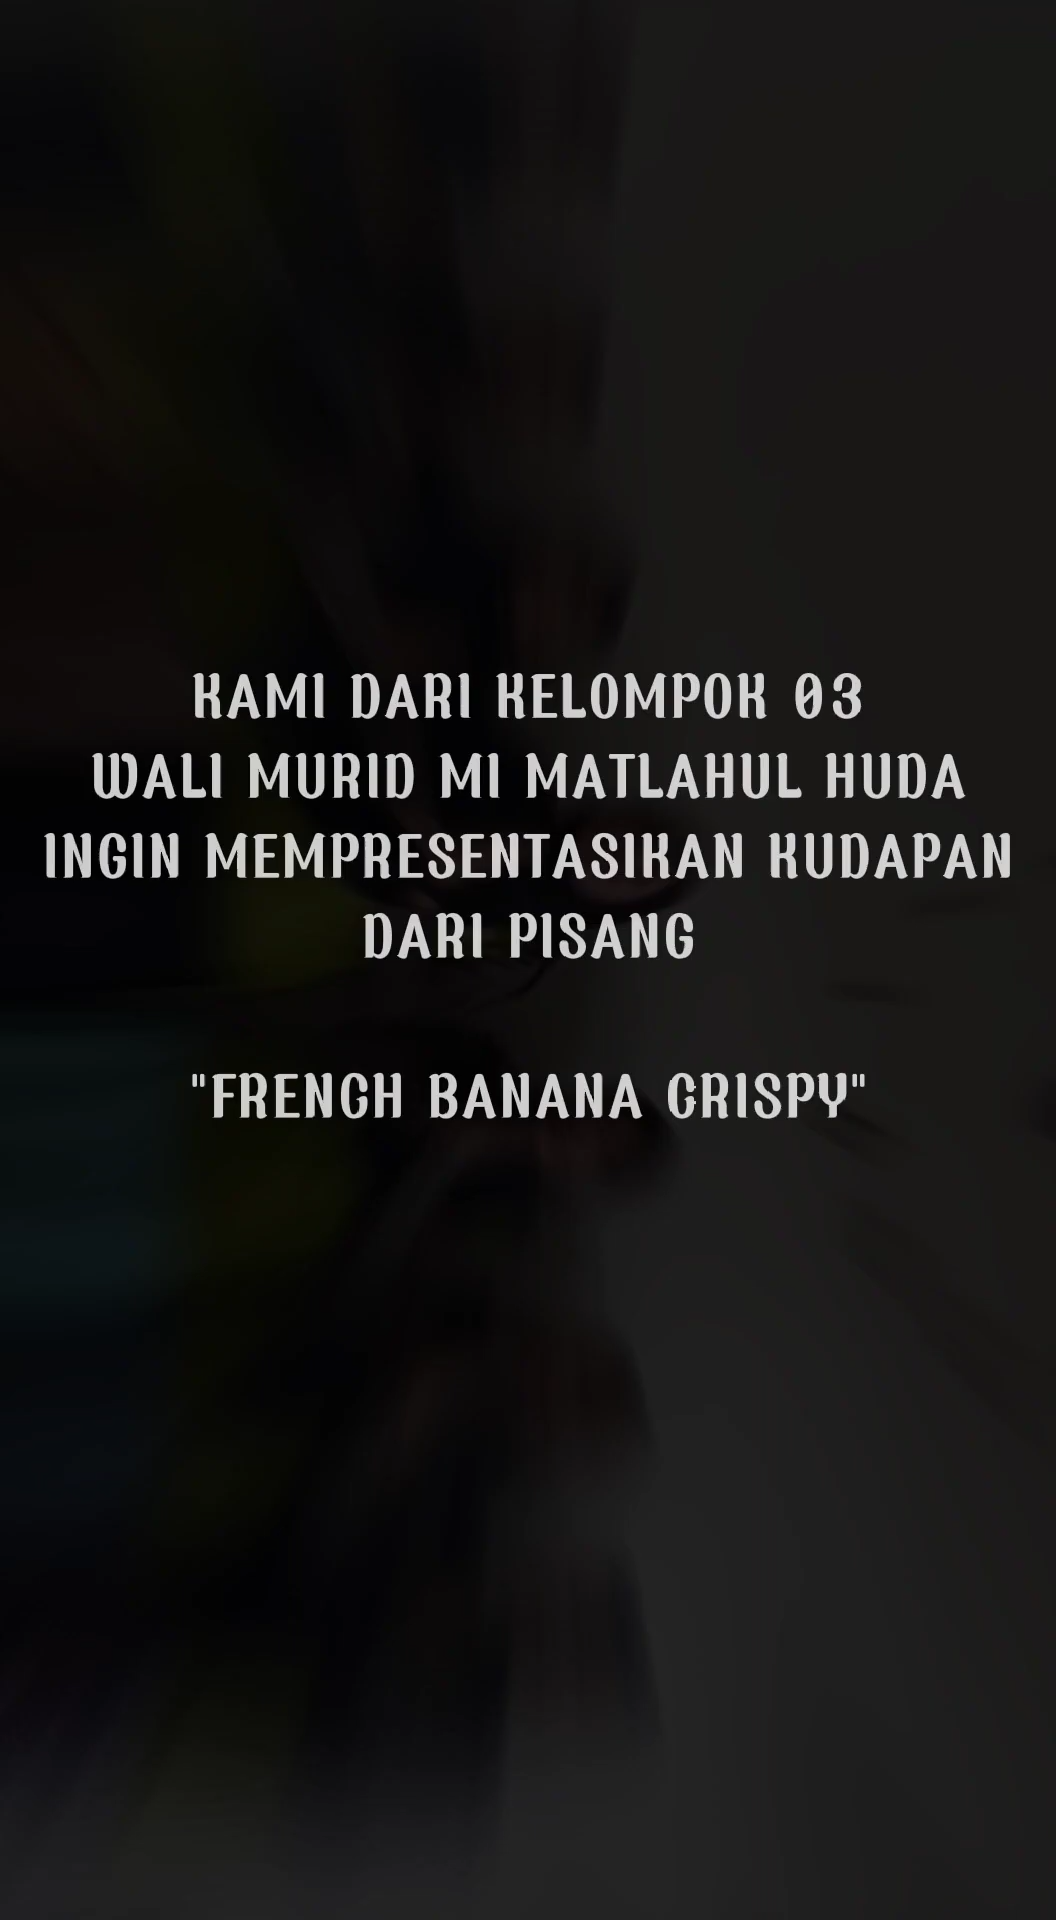 KAMI DARI KELOMPOK 03
WALI MURID MI MATLAHUL HUDA
INGIN MEMPRESENTASIKAN KUDAPAN
DARI PISANG
"FRENCH BANANA CRISPY"